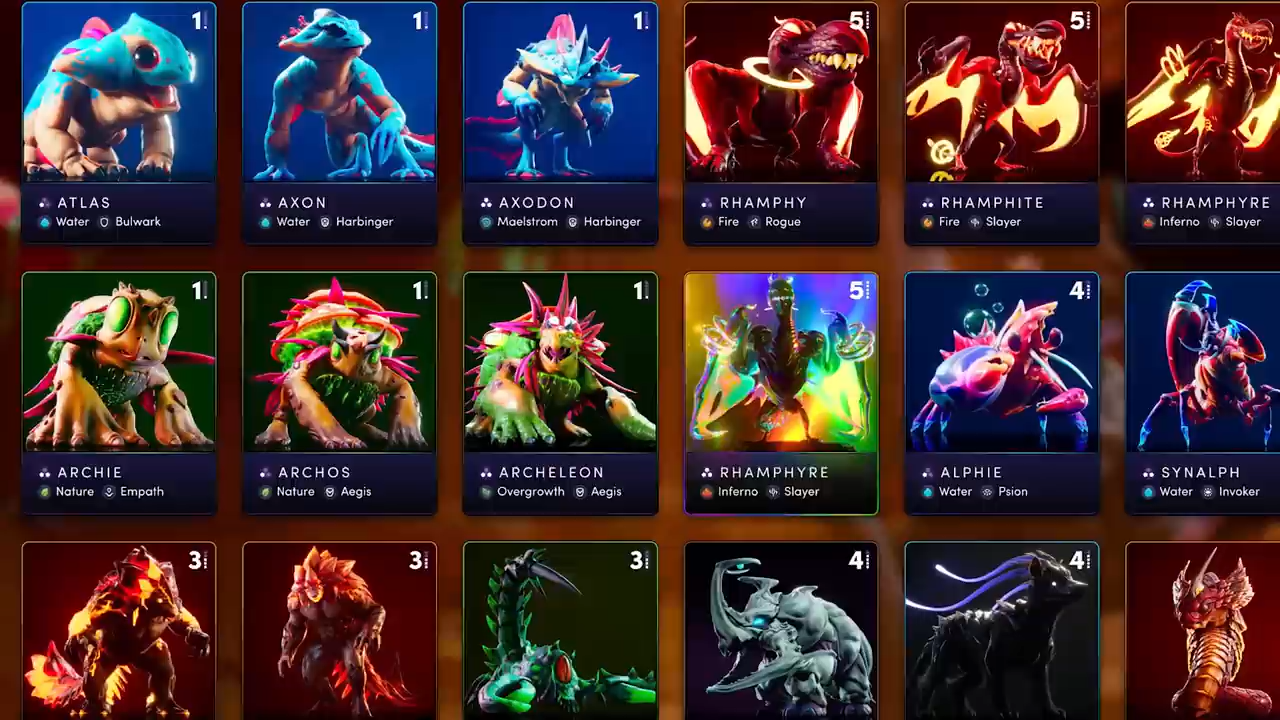 1
1
1
5
5
ATLAS
Water Bulwark
AXON
Water Harbinger
AXODON
Maelstrom Harbinger
RHAMPHY
Fire Rogue
RHAMPHITE
Fire Slayer
RHAMPHYRE
Inferno Slayer
1
1
1
5
4
ARCHIE
Nature Empath
ARCHOS
Nature Aegis
ARCHELEON
Overgrowth Aegis
RHAMPHYRE
Inferno Slayer
ALPHIE
Water Psion
SYNALPH
Water Invoker
3
3
3
4
4